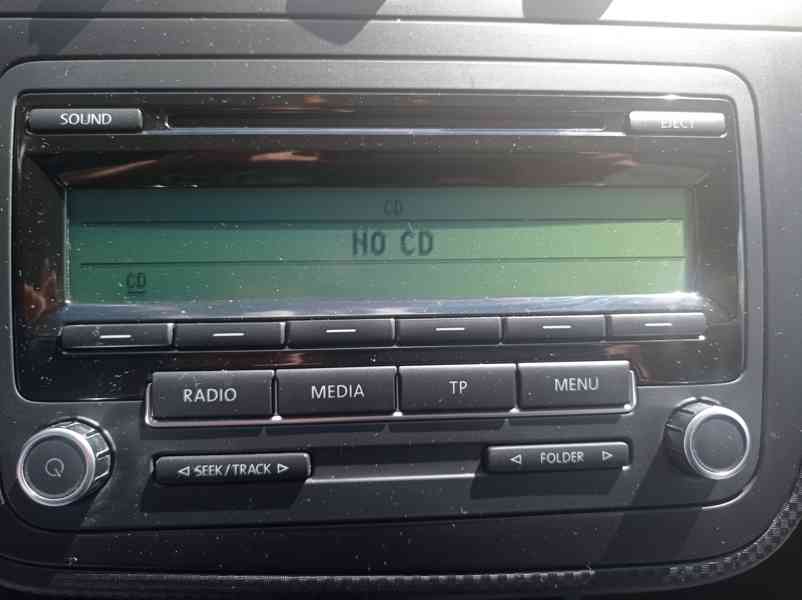 SOUND EJECT
CD
NO CD
CD
RADIO MEDIA TP MENU
SEEK/TRACK FOLDER